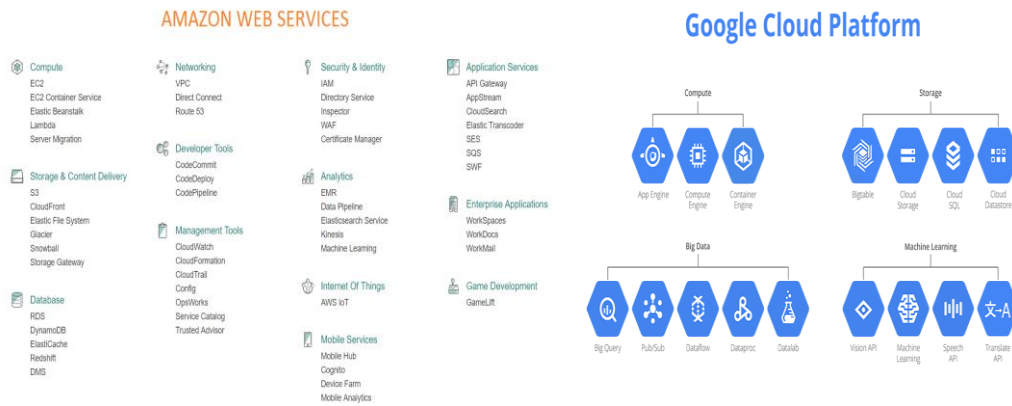 AMAZON WEB SERVICES
Compute
EC2
EC2 Container Service
Elastic Beanstalk
Lambda
Server Migration
Storage & Content Delivery
S3
CloudFront
Elastic File System
Glacier
Snowball
Storage Gateway
Database
RDS
DynamoDB
ElastiCache
Redshift
DMS
Networking
VPC
Direct Connect
Route 53
Developer Tools
CodeCommit
CodeDeploy
CodePipeline
Management Tools
CloudWatch
CloudFormation
CloudTrail
Config
OpsWorks
Service Catalog
Trusted Advisor
Security & Identity
IAM
Directory Service
Inspector
WAF
Certificate Manager
Analytics
EMR
Data Pipeline
Elasticsearch Service
Kinesis
Machine Learning
Internet Of Things
AWS IoT
Mobile Services
Mobile Hub
Cognito
Device Farm
Mobile Analytics
Application Services
API Gateway
AppStream
CloudSearch
Elastic Transcoder
SES
SQS
SWF
Enterprise Applications
WorkSpaces
WorkDocs
WorkMail
Game Development
GameLift
Google Cloud Platform
Compute
App Engine
Compute
Engine
Container
Engine
Storage
Bigtable
Cloud
Storage
Cloud
SQL
Cloud
Datastore
Big Data
Big Query
Pub/Sub
Dataflow
Dataproc
Datalab
Machine Learning
文→A
Vision API
Machine
Learning
Speech
API
Translate
API